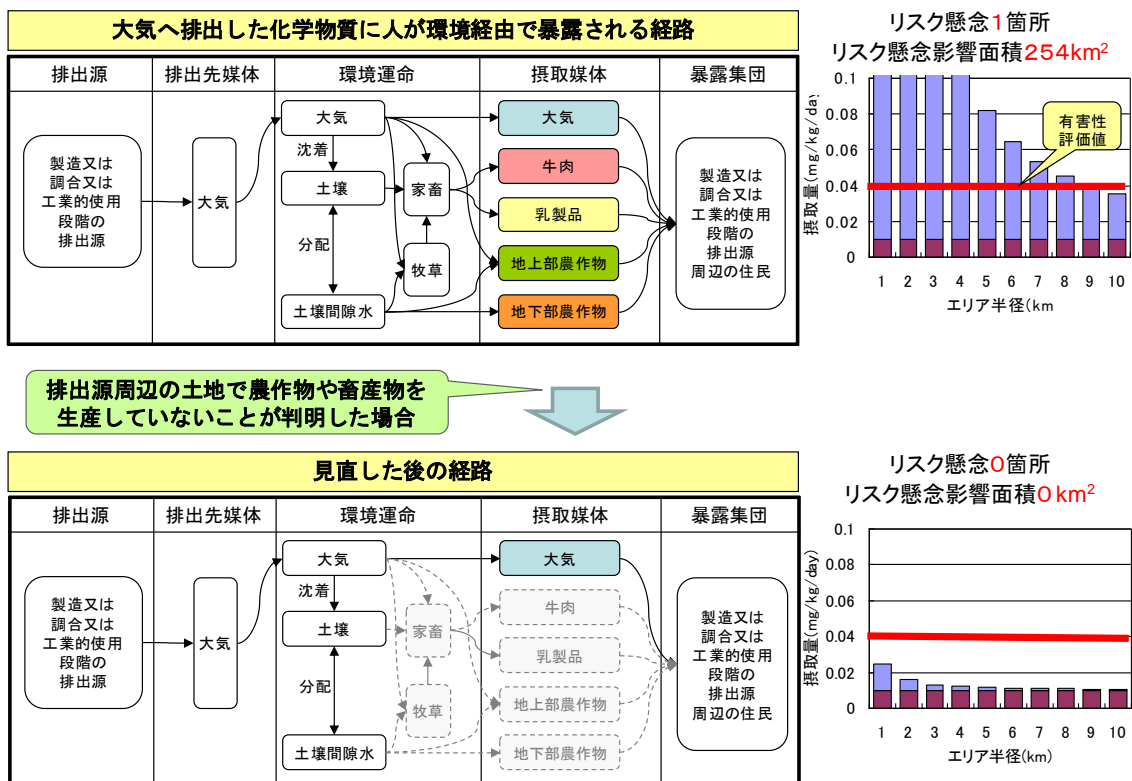 大気へ排出した化学物質に人が環境経由で暴露される経路
排出源
排出先媒体
環境運命
摂取媒体
暴露集団
製造又は
調合又は
工業的使用
段階の
排出源
大気
大気
沈着
土壌
分配
土壌間隙水
家畜
牧草
大気
牛肉
乳製品
地上部農作物
地下部農作物
製造又は
調合又は
工業的使用
段階の
排出源
周辺の住民
リスク懸念1箇所
リスク懸念影響面積254km²
摂取量(mg/kg/day)
0.1
0.08
0.06
0.04
0.02
0
有害性
評価値
1 2 3 4 5 6 7 8 9 10
エリア半径(km
排出源周辺の土地で農作物や畜産物を
生産していないことが判明した場合
見直した後の経路
排出源
排出先媒体
環境運命
摂取媒体
暴露集団
製造又は
調合又は
工業的使用
段階の
排出源
大気
大気
沈着
土壌
分配
土壌間隙水
家畜
牧草
大気
牛肉
乳製品
地上部農作物
地下部農作物
製造又は
調合又は
工業的使用
段階の
排出源
周辺の住民
リスク懸念0箇所
リスク懸念影響面積0km²
摂取量(mg/kg/day)
0.1
0.08
0.06
0.04
0.02
0
1 2 3 4 5 6 7 8 9 10
エリア半径(km)